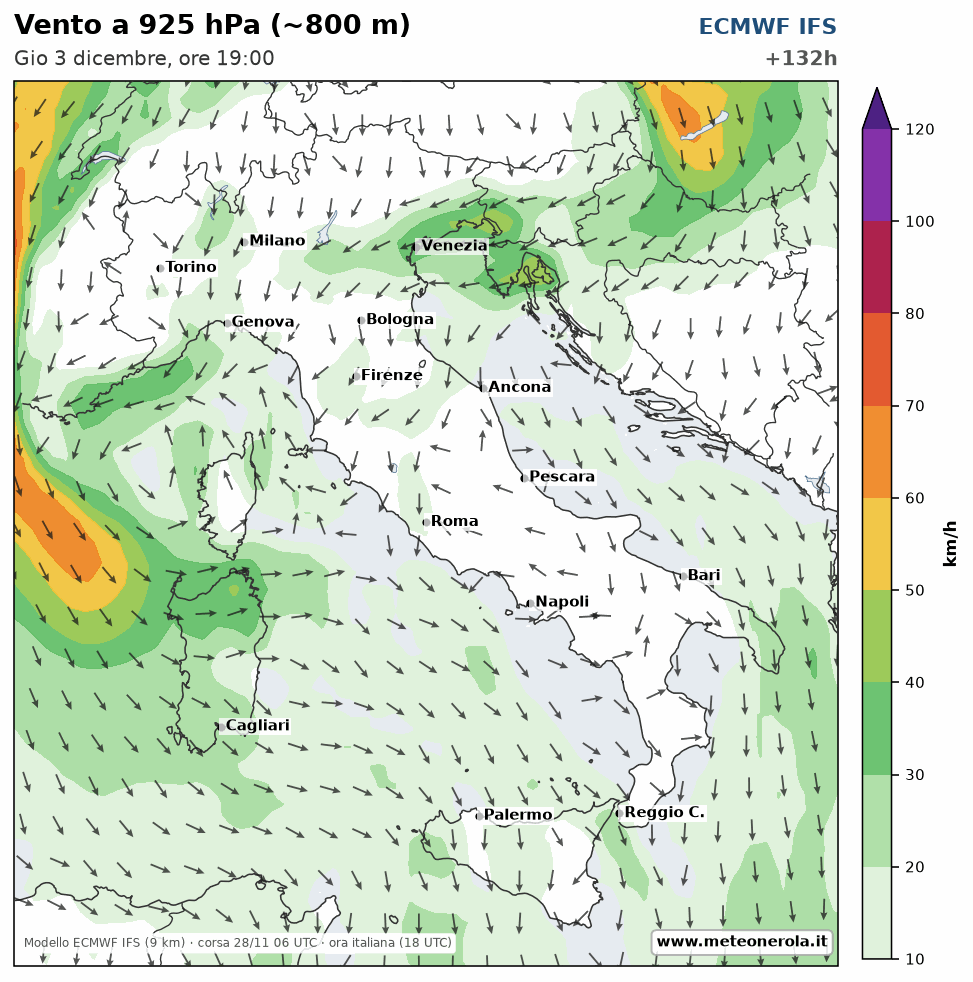 Vento a 925 hPa (~800 m)
ECMWF IFS
Gio 3 dicembre, ore 19:00
+132h
120
100
80
70
60
50
40
30
20
10
km/h
Milano
Venezia
Torino
Genova
Bologna
Firenze
Ancona
Pescara
Roma
Bari
Napoli
Cagliari
Palermo
Reggio C.
Modello ECMWF IFS (9 km) · corsa 28/11 06 UTC · ora italiana (18 UTC)
www.meteonerola.it